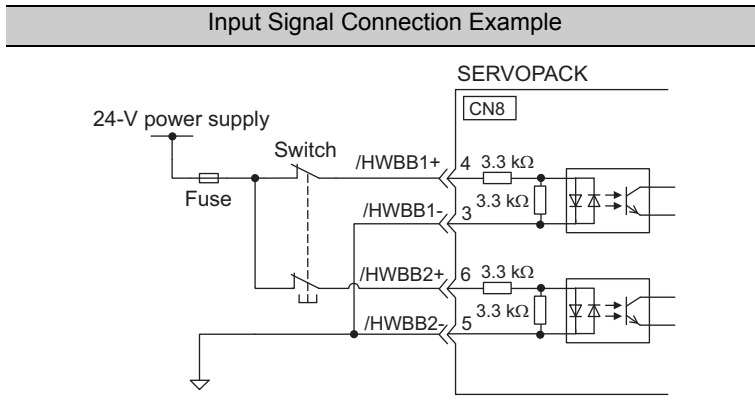 Input Signal Connection Example
SERVOPACK
CN8
24-V power supply
Switch
Fuse
/HWBB1+ 4 3.3 kΩ
3.3 kΩ
/HWBB1- 3
/HWBB2+ 6 3.3 kΩ
3.3 kΩ
/HWBB2- 5